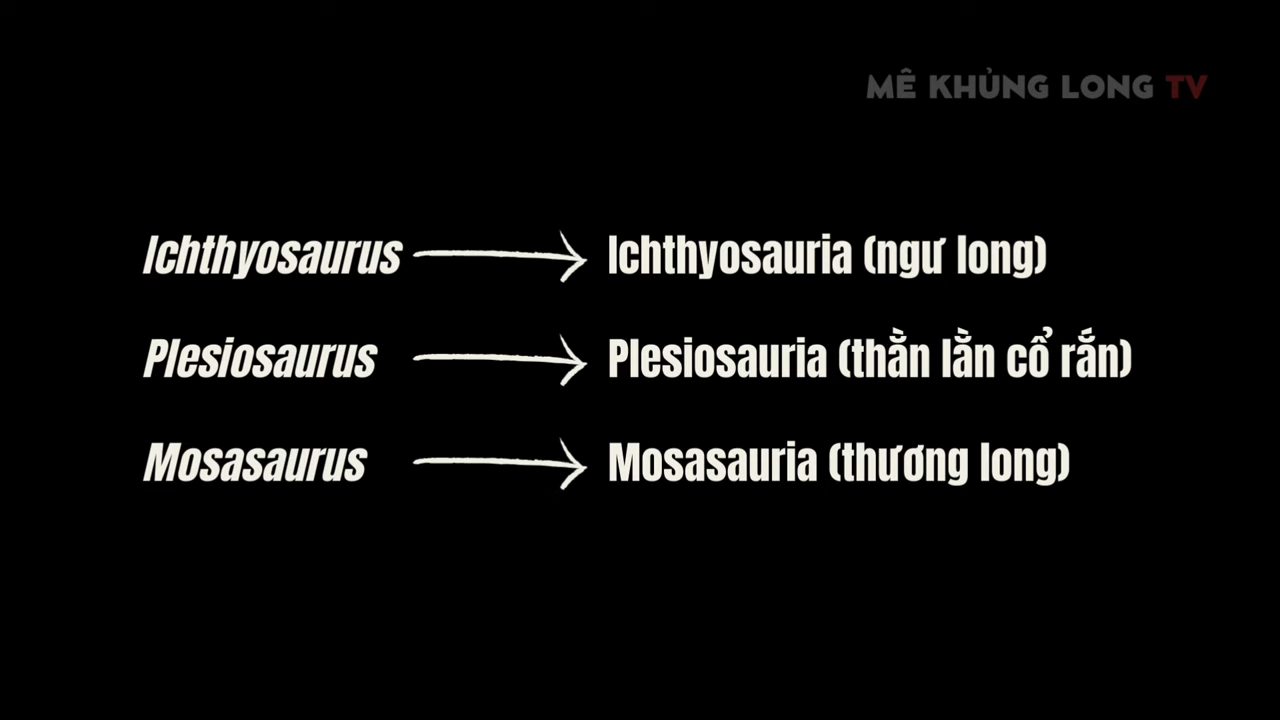 MÊ KHỦNG LONG TV
Ichthyosaurus → Ichthyosauria (ngư long)
Plesiosaurus → Plesiosauria (thằn lằn cổ rắn)
Mosasaurus → Mosasauria (thương long)